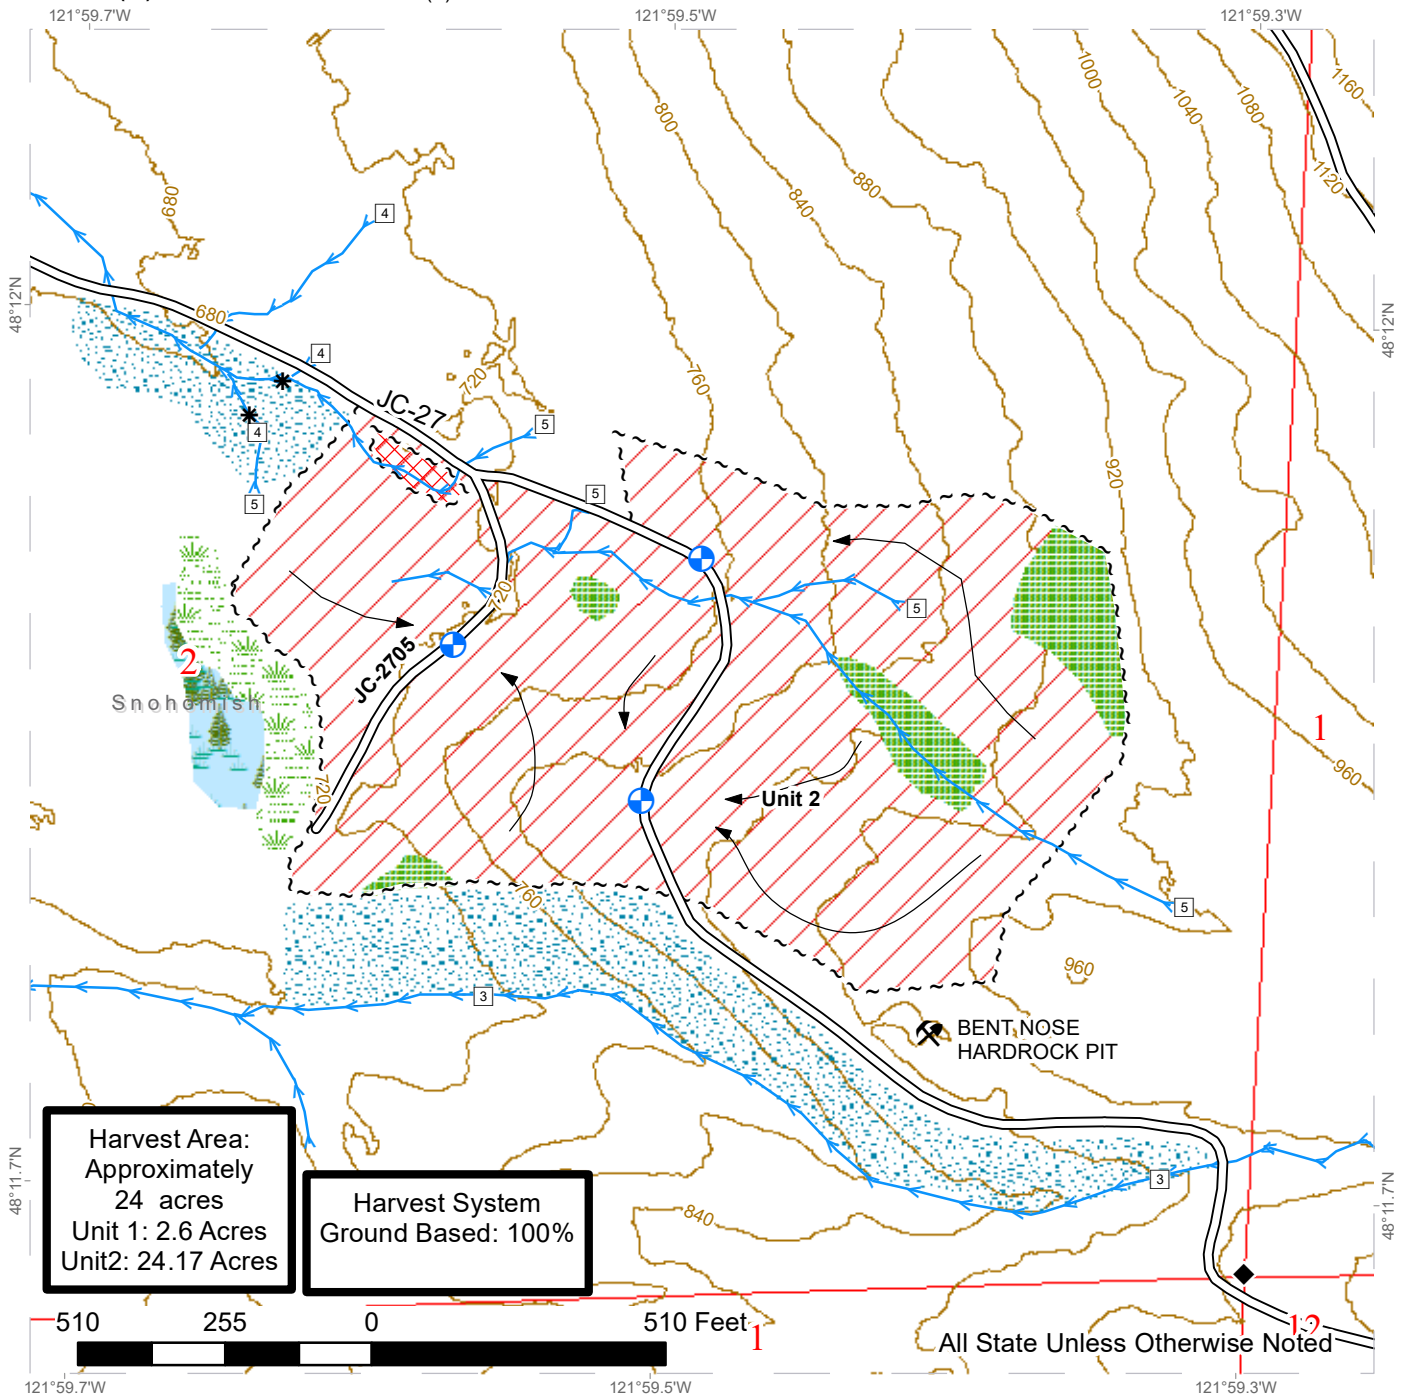 121°59.7'W
121°59.5'W
121°59.3'W
1160
1000
1040
1080
1120
800
880
840
680
4
48°12'N
48°12'N
680
4
720
760
JC-27
5
4
920
5
5
720
5
2
JC-2705
Snohomish
1
720
960
Unit 2
760
5
960
3
BENT NOSE
HARDROCK PIT
Harvest Area:
Approximately
24 acres
Unit 1: 2.6 Acres
Unit2: 24.17 Acres
Harvest System
Ground Based: 100%
48°11.7'N
48°11.7'N
3
840
510 255 0 510 Feet
1
12
All State Unless Otherwise Noted
121°59.7'W
121°59.5'W
121°59.3'W